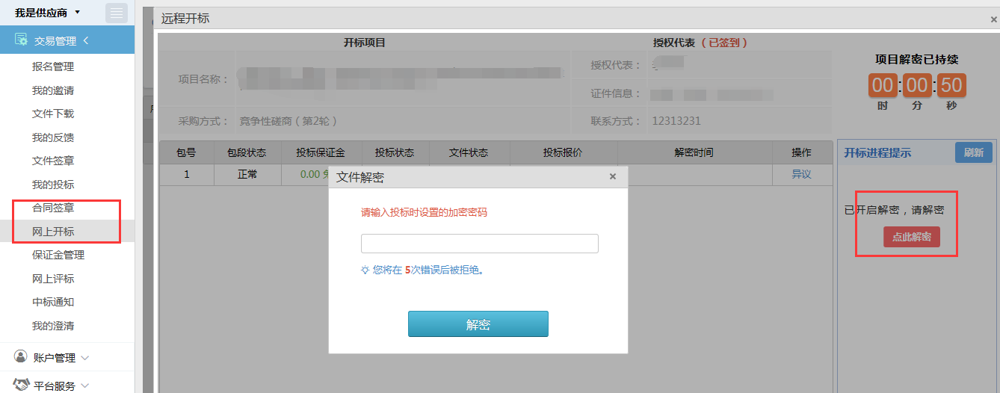 我是供应商
交易管理
报名管理
我的邀请
文件下载
我的反馈
文件签章
我的投标
合同签章
网上开标
保证金管理
网上评标
中标通知
我的澄清
账户管理
平台服务
远程开标
开标项目
授权代表（已签到）
项目名称：
授权代表：
证件信息：
采购方式： 竞争性磋商（第2轮）
联系方式： 12313231
项目解密已持续
00:00:50
时 分 秒
包号 包段状态 投标保证金 投标状态 文件状态 投标报价 解密时间 操作
1 正常 0.00 异议
文件解密 ×
请输入投标时设置的加密密码
您将在 5次错误后被拒绝。
解密
开标进程提示 刷新
已开启解密，请解密
点此解密